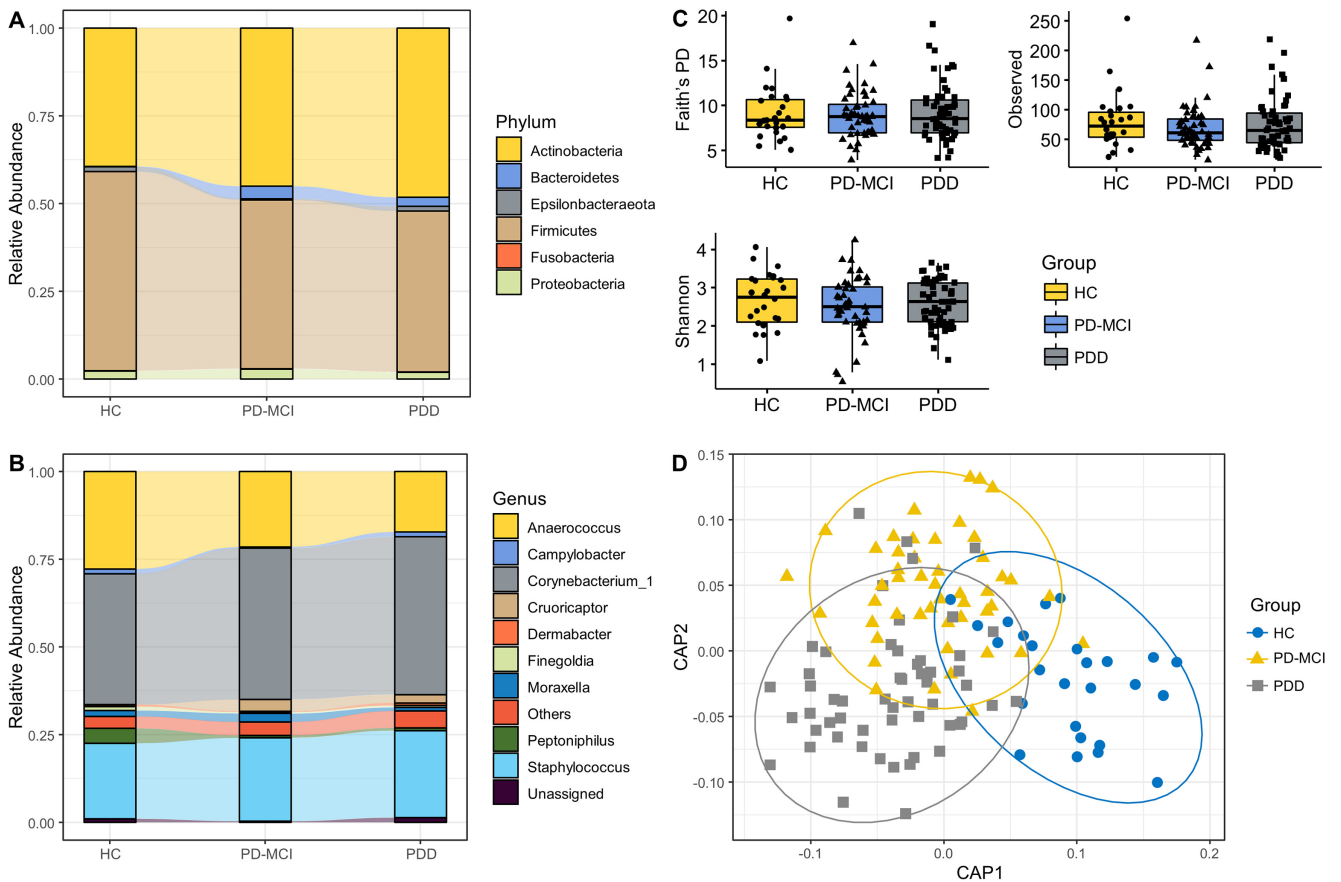 A
1.00
0.75
0.50
0.25
0.00
Relative Abundance
HC PD-MCI PDD
Phylum
Actinobacteria
Bacteroidetes
Epsilonbacteraeota
Firmicutes
Fusobacteria
Proteobacteria
B
1.00
0.75
0.50
0.25
0.00
Relative Abundance
HC PD-MCI PDD
Genus
Anaerococcus
Campylobacter
Corynebacterium_1
Cruoricaptor
Dermabacter
Finegoldia
Moraxella
Others
Peptoniphilus
Staphylococcus
Unassigned
C
20
15
10
5
Faith's PD
HC PD-MCI PDD
250
200
150
100
50
Observed
HC PD-MCI PDD
4
3
2
1
Shannon
HC PD-MCI PDD
Group
HC
PD-MCI
PDD
D
0.15
0.10
0.05
0.00
-0.05
-0.10
CAP2
-0.1 0.0 0.1 0.2
CAP1
Group
HC
PD-MCI
PDD